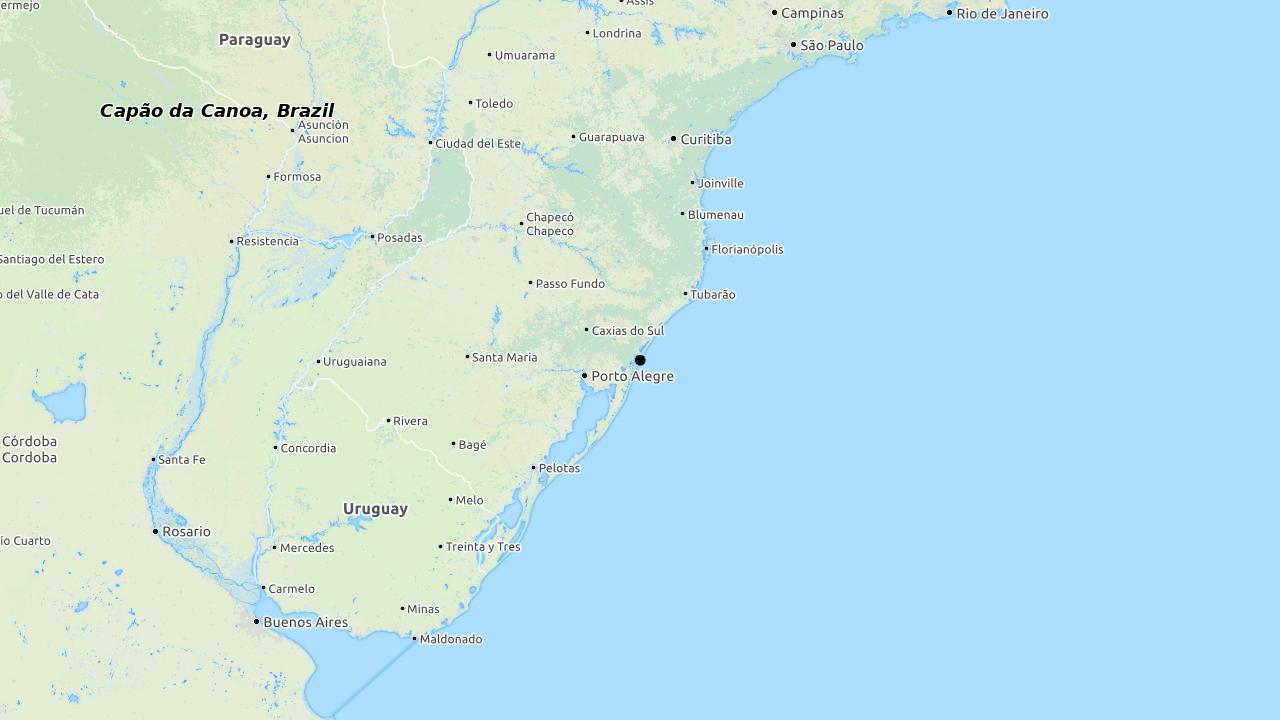 ermejo
Assis
Campinas
Rio de Janeiro
Londrina
Paraguay
São Paulo
Umuarama
Toledo
Capão da Canoa, Brazil
Asunción
Asuncion
Guarapuava
Curitiba
Ciudad del Este
Formosa
Joinville
uel de Tucumán
Blumenau
Chapecó
Chapeco
Resistencia
Posadas
Florianópolis
Santiago del Estero
Passo Fundo
o del Valle de Cata
Tubarão
Caxias do Sul
Santa Maria
Uruguaiana
Porto Alegre
Rivera
Córdoba
Cordoba
Bagé
Concordia
Santa Fe
Pelotas
Melo
Uruguay
Rosario
ío Cuarto
Mercedes
Treinta y Tres
Carmelo
Minas
Buenos Aires
Maldonado